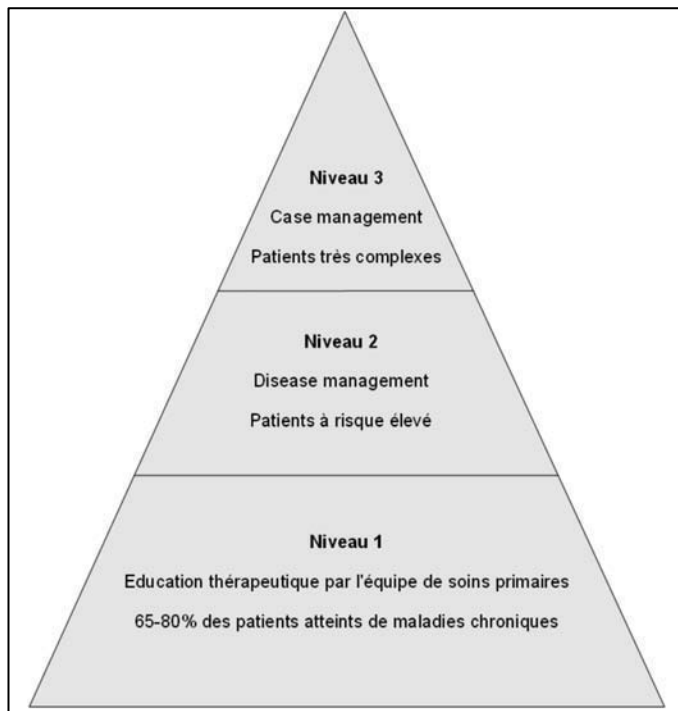 Niveau 3
Case management
Patients très complexes
Niveau 2
Disease management
Patients à risque élevé
Niveau 1
Education thérapeutique par l'équipe de soins primaires
65-80% des patients atteints de maladies chroniques